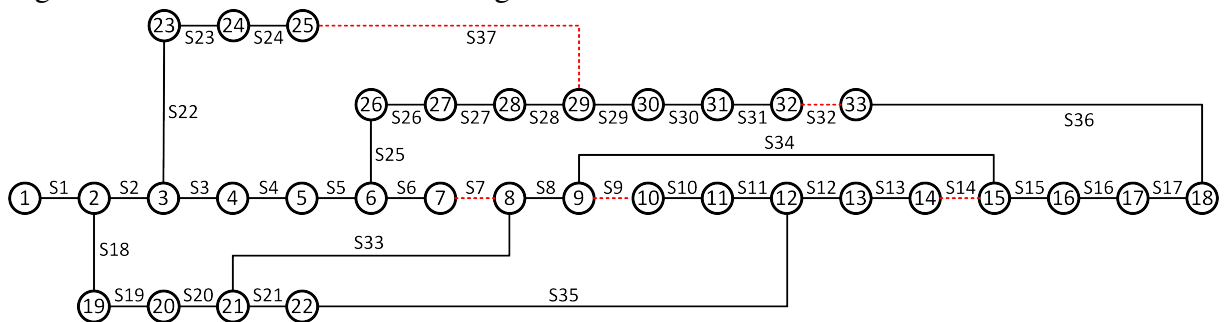 23 24 25
S23 S24 S37
S22
26 27 28 29 30 31 32 33
S26 S27 S28 S29 S30 S31 S32 S36
S34
S25
S1 S2 S3 S4 S5 S6 S7 S8 S9 S10 S11 S12 S13 S14 S15 S16 S17
1 2 3 4 5 6 7 8 9 10 11 12 13 14 15 16 17 18
S18 S33
S19 S20 S21 S35
19 20 21 22